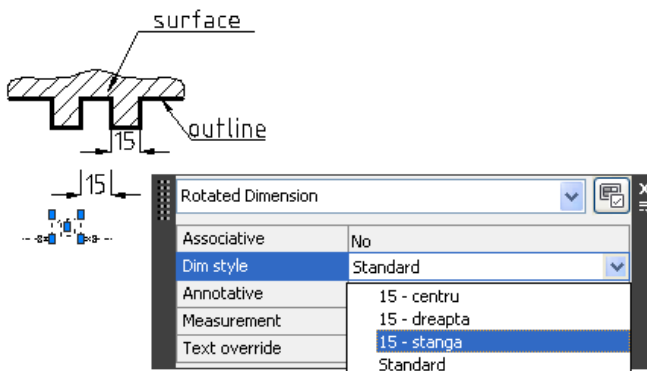 surface
outline
15
15
Rotated Dimension
Associative No
Dim style Standard
Annotative 15 - centru
Measurement 15 - dreapta
Text override 15 - stanga
Standard